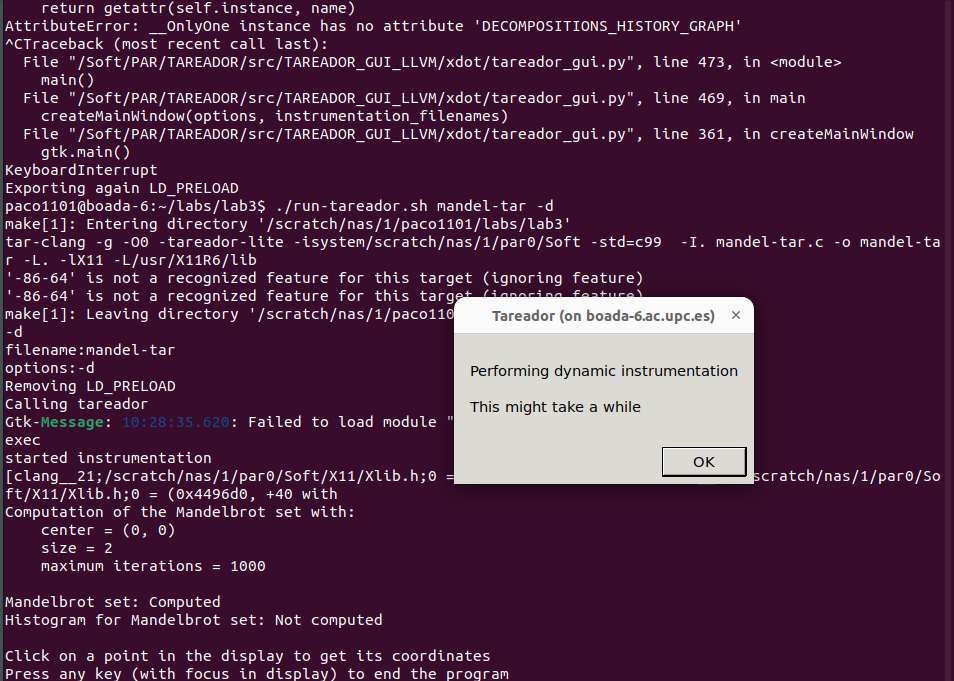 return getattr(self.instance, name)
AttributeError: __OnlyOne instance has no attribute 'DECOMPOSITIONS_HISTORY_GRAPH'
^CTraceback (most recent call last):
  File "/Soft/PAR/TAREADOR/src/TAREADOR_GUI_LLVM/xdot/tareador_gui.py", line 473, in <module>
    main()
  File "/Soft/PAR/TAREADOR/src/TAREADOR_GUI_LLVM/xdot/tareador_gui.py", line 469, in main
    createMainWindow(options, instrumentation_filenames)
  File "/Soft/PAR/TAREADOR/src/TAREADOR_GUI_LLVM/xdot/tareador_gui.py", line 361, in createMainWindow
    gtk.main()
KeyboardInterrupt
Exporting again LD_PRELOAD
paco1101@boada-6:~/labs/lab3$ ./run-tareador.sh mandel-tar -d
make[1]: Entering directory '/scratch/nas/1/paco1101/labs/lab3'
tar-clang -g -O0 -tareador-lite -isystem/scratch/nas/1/par0/Soft -std=c99  -I. mandel-tar.c -o mandel-ta
r -L. -lX11 -L/usr/X11R6/lib
'-86-64' is not a recognized feature for this target (ignoring feature)
'-86-64' is not a recognized feature for this target (ignoring feature)
make[1]: Leaving directory '/scratch/nas/1/paco110
-d
filename:mandel-tar
options:-d
Removing LD_PRELOAD
Calling tareador
Gtk-Message: 10:28:35.620: Failed to load module "
exec
started instrumentation
[clang__21;/scratch/nas/1/par0/Soft/X11/Xlib.h;0 = scratch/nas/1/par0/So
ft/X11/Xlib.h;0 = (0x4496d0, +40 with
Computation of the Mandelbrot set with:
    center = (0, 0)
    size = 2
    maximum iterations = 1000
Mandelbrot set: Computed
Histogram for Mandelbrot set: Not computed
Click on a point in the display to get its coordinates
Press any key (with focus in display) to end the program
Tareador (on boada-6.ac.upc.es) ×
Performing dynamic instrumentation
This might take a while
OK